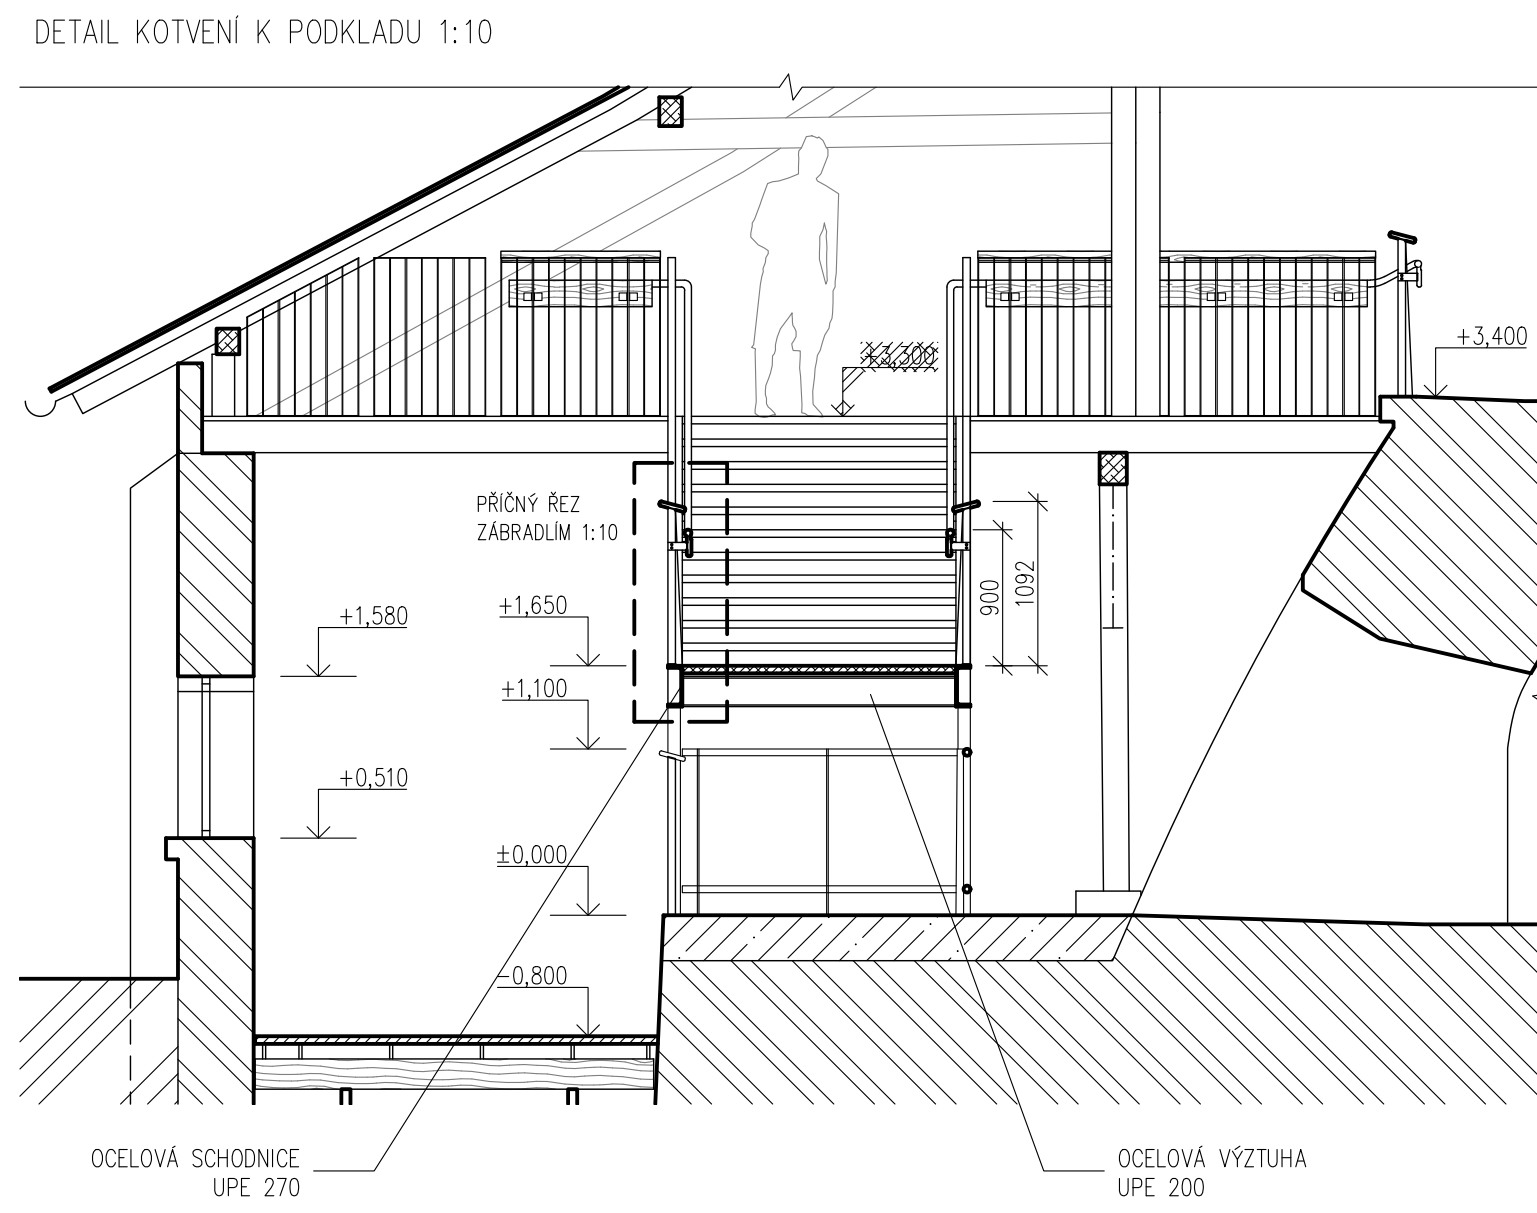 DETAIL KOTVENÍ K PODKLADU 1:10
+3,400
+3,300
PŘÍČNÝ ŘEZ
ZÁBRADLÍM 1:10
900
1092
+1,580
+1,650
+1,100
+0,510
±0,000
-0,800
OCELOVÁ SCHODNICE
UPE 270
OCELOVÁ VÝZTUHA
UPE 200